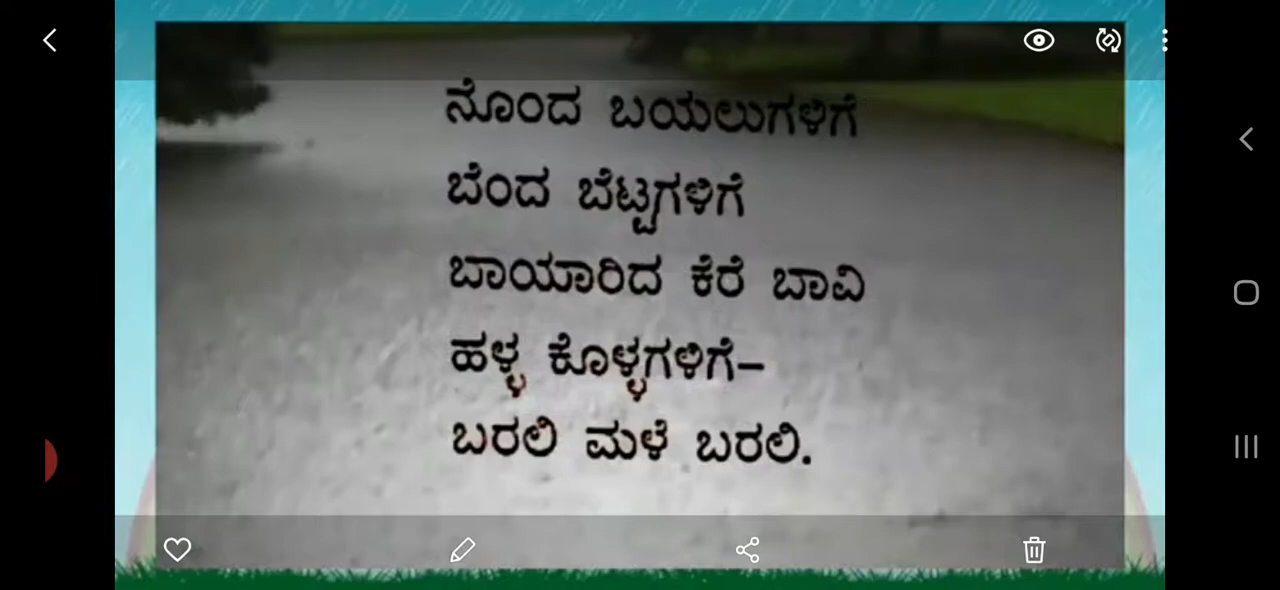 ನೊಂದ ಬಯಲುಗಳಿಗೆ
ಬೆಂದ ಬೆಟ್ಟಗಳಿಗೆ
ಬಾಯಾರಿದ ಕೆರೆ ಬಾವಿ
ಹಳ್ಳ ಕೊಳ್ಳಗಳಿಗೆ–
ಬರಲಿ ಮಳೆ ಬರಲಿ.